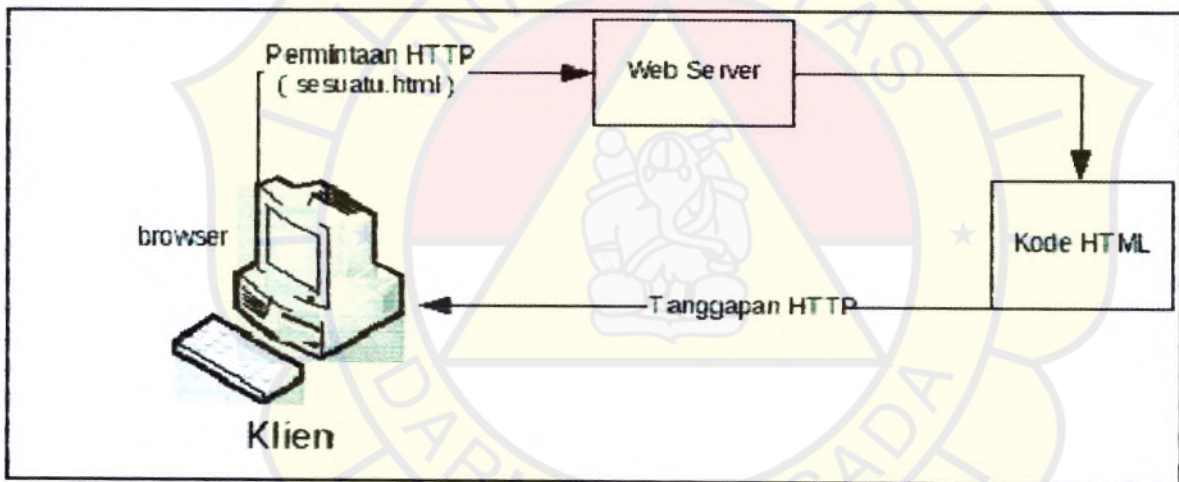 Permintaan HTTP
( sesuatu.html )
Web Server
browser
Kode HTML
Tanggapan HTTP
Klien